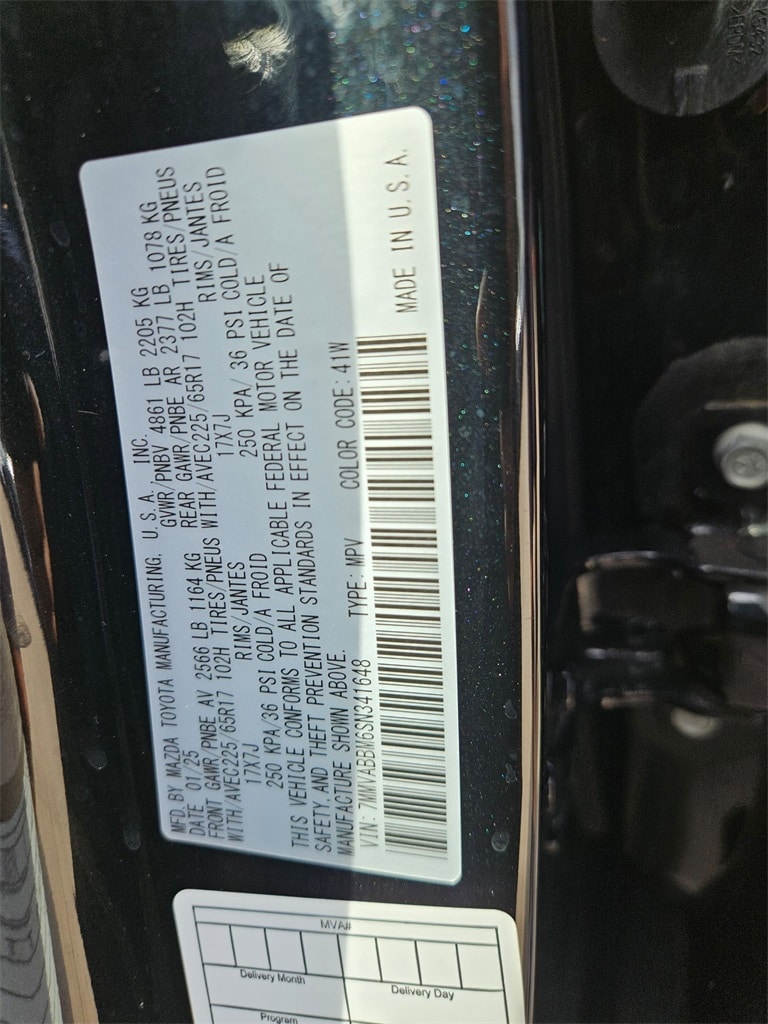 MFD. BY MAZDA TOYOTA MANUFACTURING, U.S.A., INC.
DATE 01/25 GVWR/PNBV 4861 LB 2205 KG
FRONT GAWR/PNBE AV 2566 LB 1164 KG REAR GAWR/PNBE AR 2377 LB 1078 KG
WITH/AVEC225/65R17 102H TIRES/PNEUS WITH/AVEC225/65R17 102H TIRES/PNEUS
17X7J RIMS/JANTES 17X7J RIMS/JANTES
250 KPA/36 PSI COLD/A FROID 250 KPA/ 36 PSI COLD/A FROID
THIS VEHICLE CONFORMS TO ALL APPLICABLE FEDERAL MOTOR VEHICLE
SAFETY, AND THEFT PREVENTION STANDARDS IN EFFECT ON THE DATE OF
MANUFACTURE SHOWN ABOVE.
VIN: 7MMVABBM6SN341648 TYPE: MPV COLOR CODE: 41W
MADE IN U.S.A.
MVA#
Delivery Month Delivery Day
Program